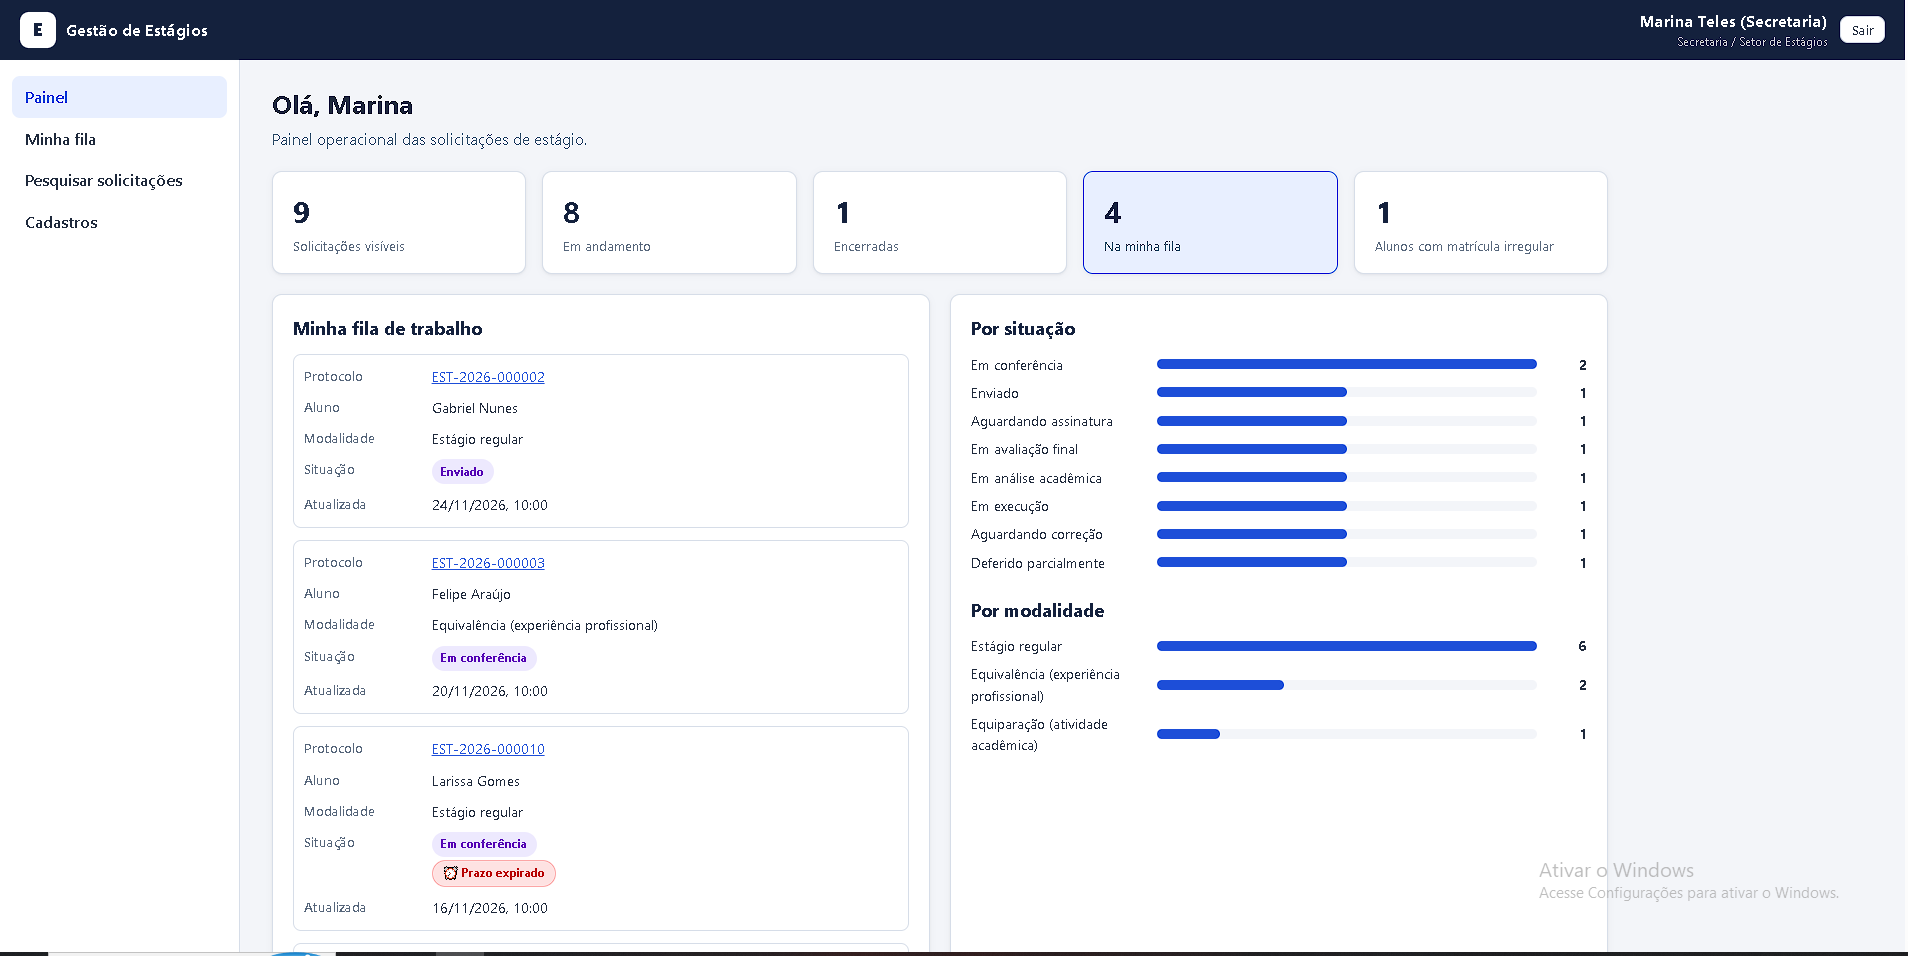 E Gestão de Estágios
Marina Teles (Secretaria)
Secretaria / Setor de Estágios
Sair
Painel
Minha fila
Pesquisar solicitações
Cadastros
Olá, Marina
Painel operacional das solicitações de estágio.
9
Solicitações visíveis
8
Em andamento
1
Encerradas
4
Na minha fila
1
Alunos com matrícula irregular
Minha fila de trabalho
Protocolo EST-2026-000002
Aluno Gabriel Nunes
Modalidade Estágio regular
Situação Enviado
Atualizada 24/11/2026, 10:00
Protocolo EST-2026-000003
Aluno Felipe Araújo
Modalidade Equivalência (experiência profissional)
Situação Em conferência
Atualizada 20/11/2026, 10:00
Protocolo EST-2026-000010
Aluno Larissa Gomes
Modalidade Estágio regular
Situação Em conferência
Prazo expirado
Atualizada 16/11/2026, 10:00
Por situação
Em conferência 2
Enviado 1
Aguardando assinatura 1
Em avaliação final 1
Em análise acadêmica 1
Em execução 1
Aguardando correção 1
Deferido parcialmente 1
Por modalidade
Estágio regular 6
Equivalência (experiência
profissional) 2
Equiparação (atividade
acadêmica) 1
Ativar o Windows
Acesse Configurações para ativar o Windows.